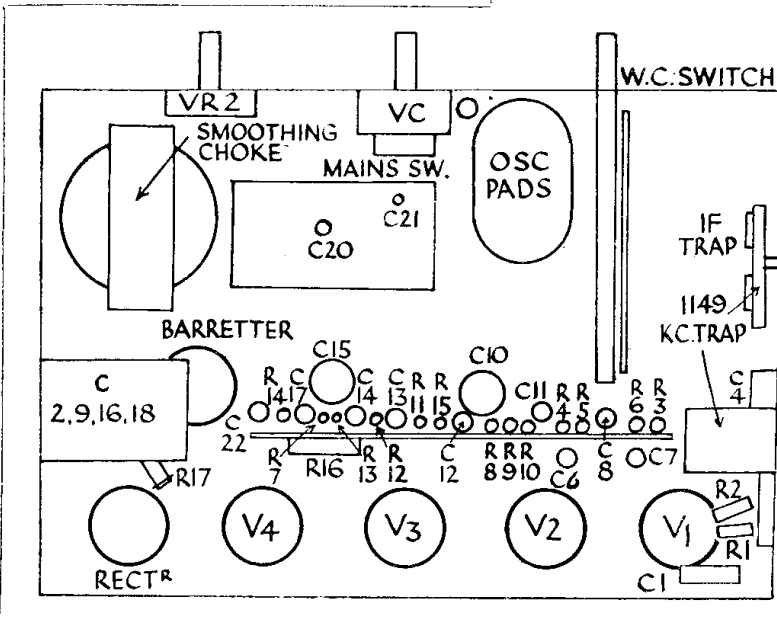 W.C. SWITCH
VR2
VC
SMOOTHING
CHOKE
MAINS SW.
OSC
PADS
C21
C20
IF
TRAP
1149
KC.TRAP
BARRETTER
C15
C10
C
2,9,16,18
C
22
R
14
C
17
C
14
C
13
R
11
R
15
C11
R
4
R
5
R
6
R
3
C
4
R
7
R16
R
13
R
12
C
12
R
8
R
9
R
10
C6
C
8
C7
R17
V4
V3
V2
V1
R2
R1
RECTR
C1